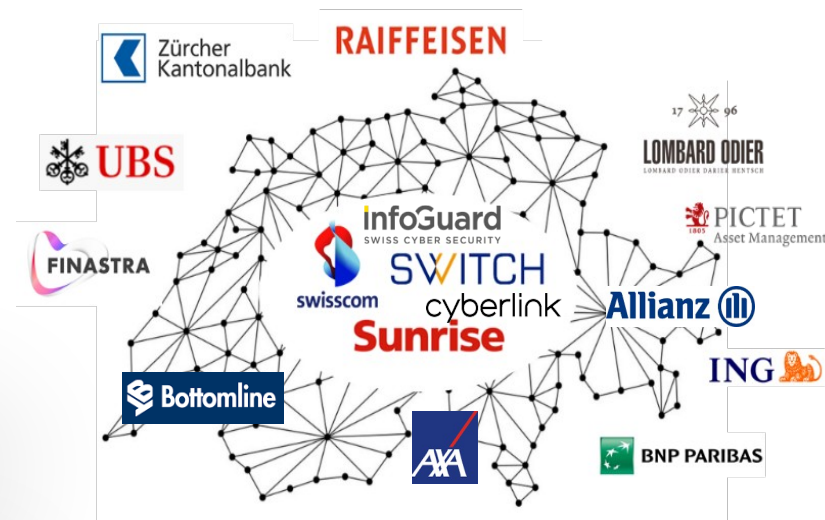 RAIFFEISEN
Zürcher
Kantonalbank
17 96
LOMBARD ODIER
LOMBARD ODIER DARIER HENTSCH
UBS
PICTET
1805
Asset Management
infoGuard
SWISS CYBER SECURITY
FINASTRA
SWITCH
swisscom
cyberlink
Allianz
Sunrise
ING
Bottomline
AXA
BNP PARIBAS